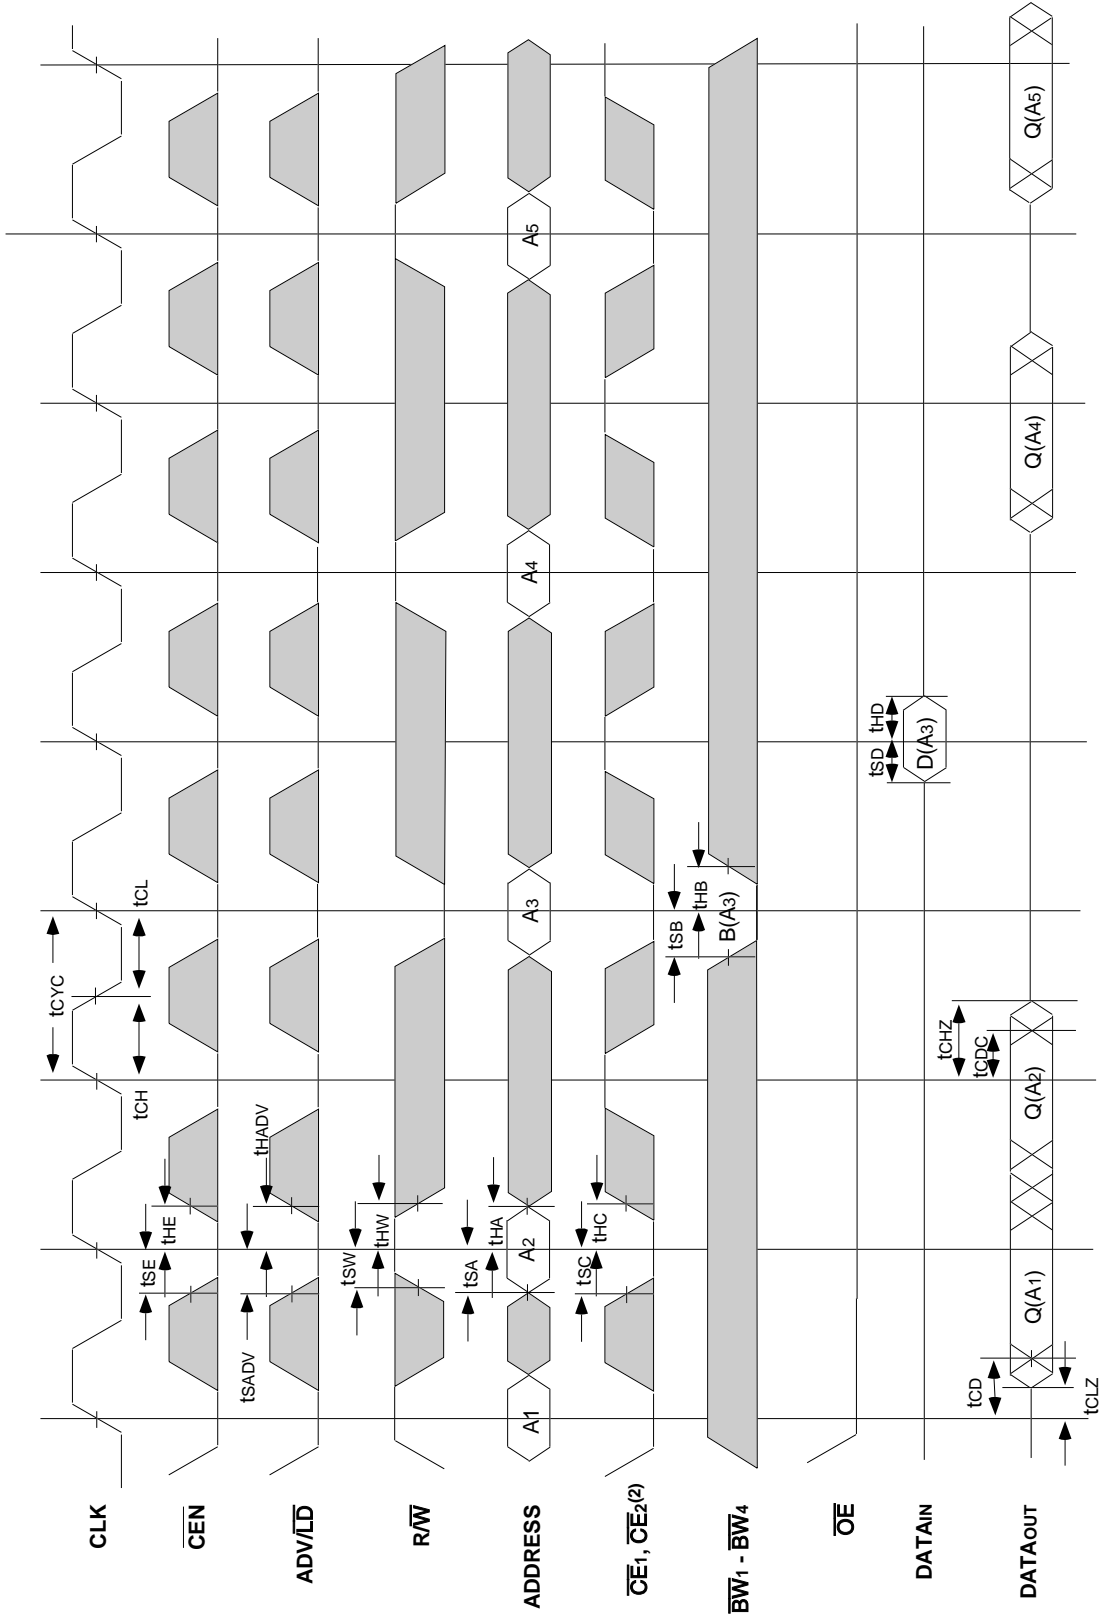 CLK
tCYC
tCH
tCL
CEN
tSE
tHE
ADV/LD
tSADV
tHADV
R/W
tSW
tHW
ADDRESS
A1
A2
A3
A4
A5
tSA
tHA
CE1, CE2(2)
tSC
tHC
BW1 - BW4
tSB
tHB
B(A3)
OE
DATAIN
tSD
tHD
D(A3)
DATAOUT
tCD
tCLZ
tCHZ
tCDC
Q(A1)
Q(A2)
Q(A4)
Q(A5)